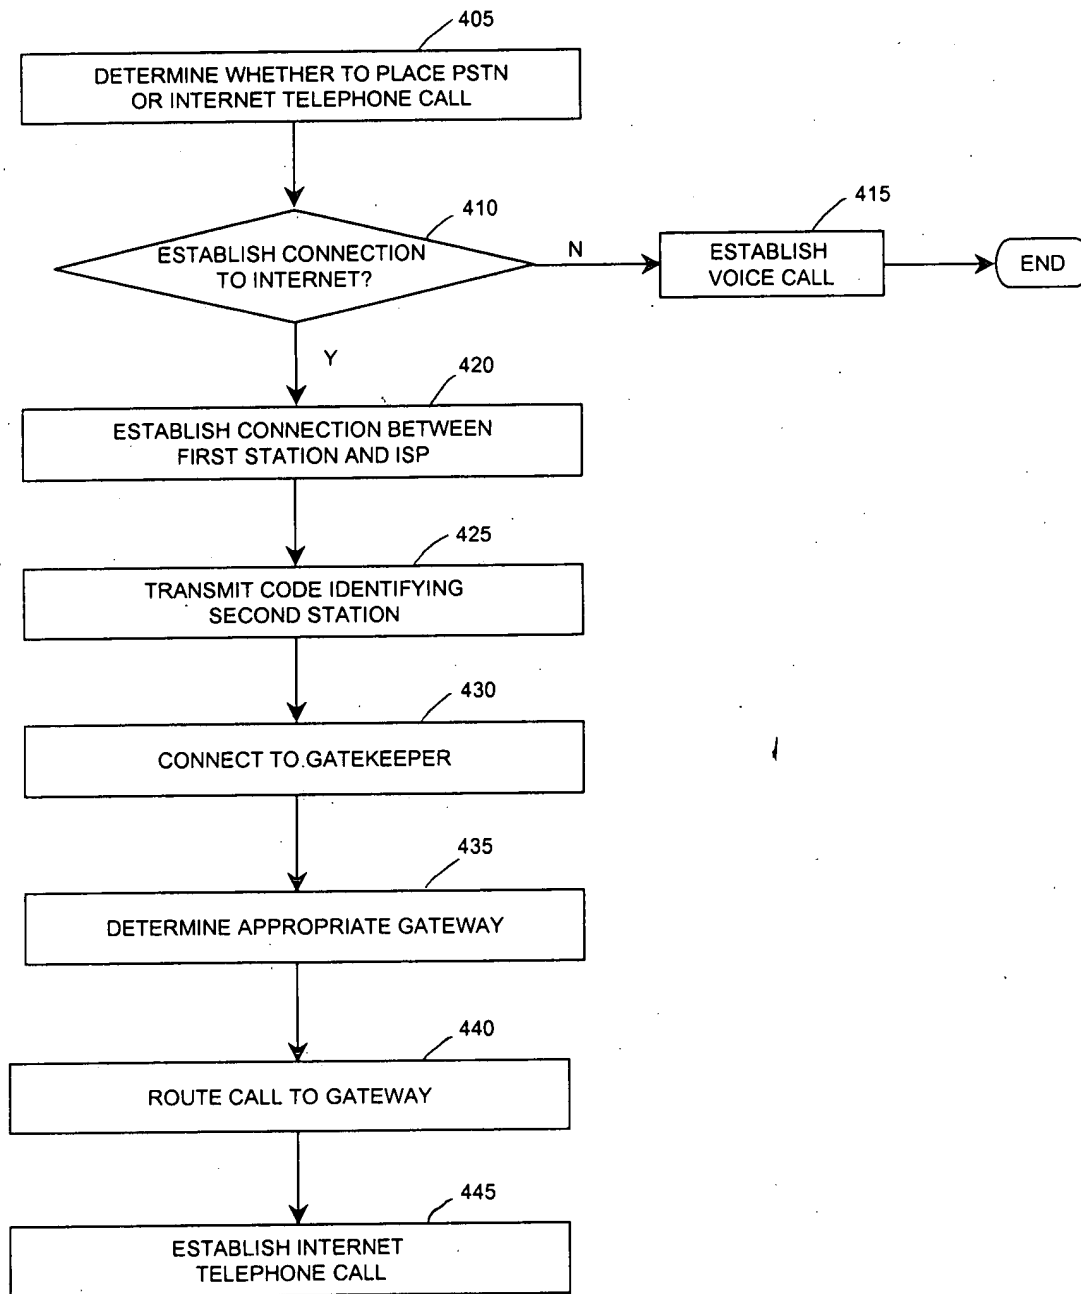 405
DETERMINE WHETHER TO PLACE PSTN
OR INTERNET TELEPHONE CALL
410
ESTABLISH CONNECTION
TO INTERNET?
N
415
ESTABLISH
VOICE CALL
END
Y
420
ESTABLISH CONNECTION BETWEEN
FIRST STATION AND ISP
425
TRANSMIT CODE IDENTIFYING
SECOND STATION
430
CONNECT TO GATEKEEPER
435
DETERMINE APPROPRIATE GATEWAY
440
ROUTE CALL TO GATEWAY
445
ESTABLISH INTERNET
TELEPHONE CALL